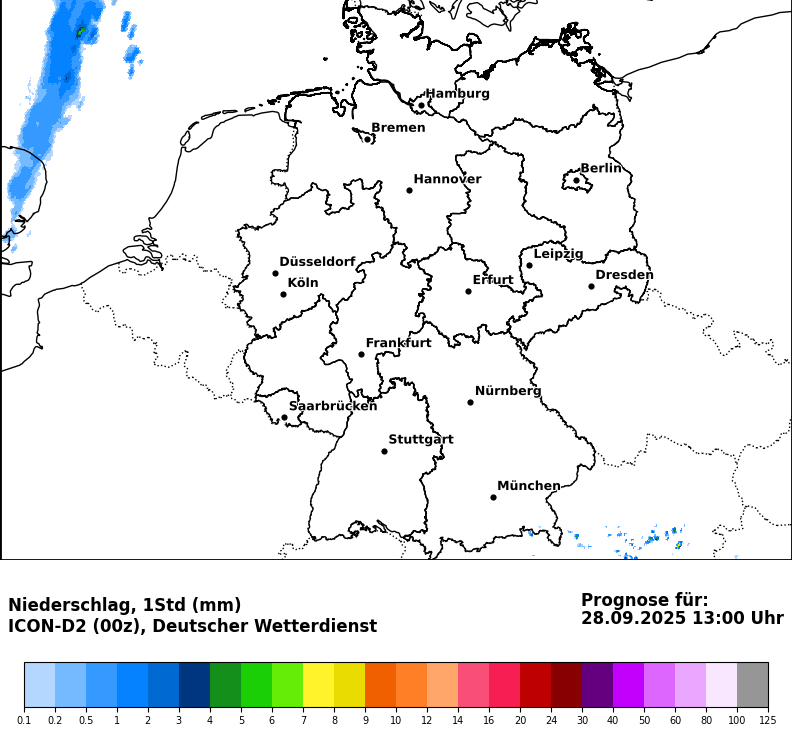 Hamburg
Bremen
Berlin
Hannover
Leipzig
Düsseldorf
Dresden
Köln
Erfurt
Frankfurt
Nürnberg
Saarbrücken
Stuttgart
München
Niederschlag, 1Std (mm)
ICON-D2 (00z), Deutscher Wetterdienst
Prognose für:
28.09.2025 13:00 Uhr
0.1 0.2 0.5 1 2 3 4 5 6 7 8 9 10 12 14 16 20 24 30 40 50 60 80 100 125